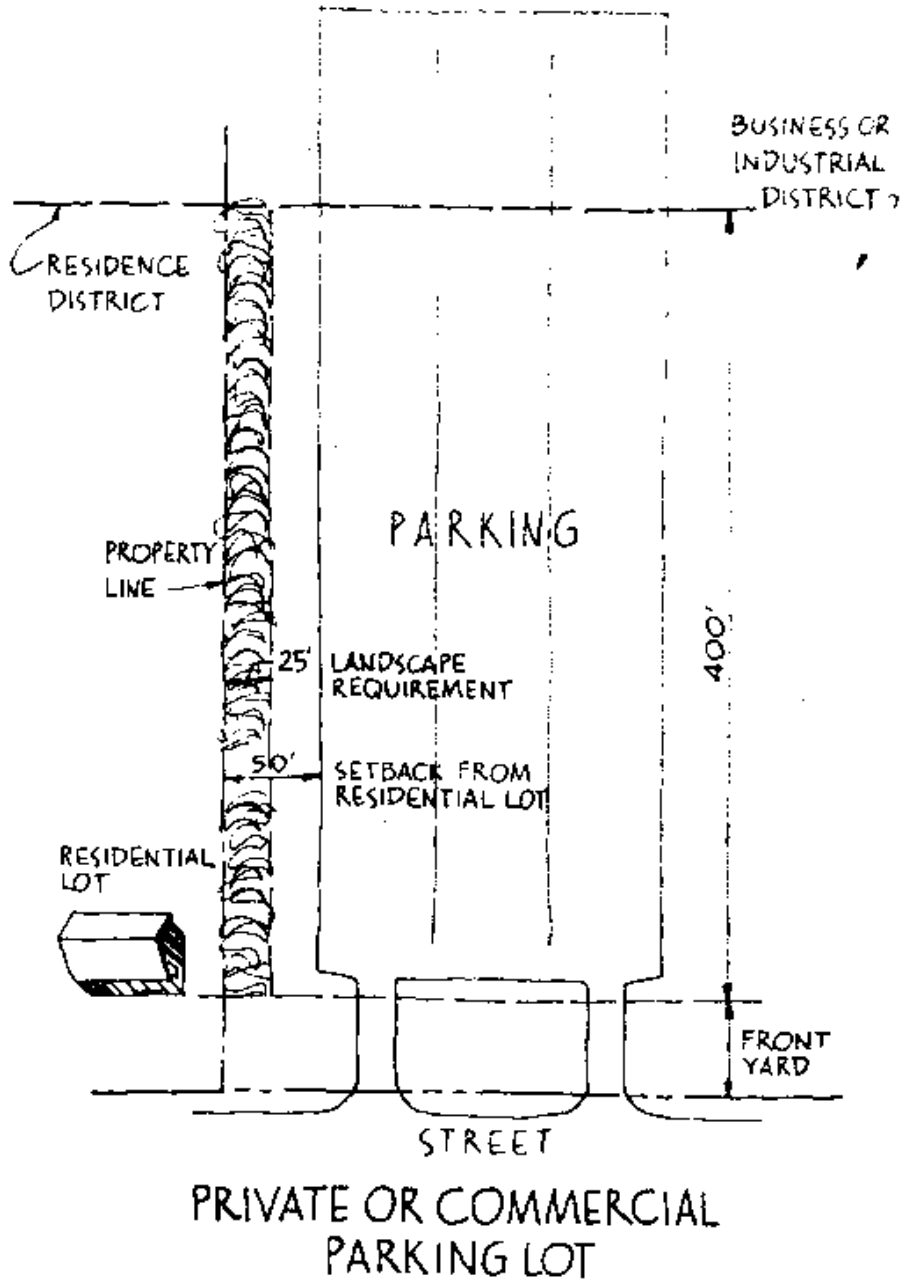 BUSINESS OR
INDUSTRIAL
DISTRICT
RESIDENCE
DISTRICT
PARKING
PROPERTY
LINE
400'
25' LANDSCAPE
REQUIREMENT
50' SETBACK FROM
RESIDENTIAL LOT
RESIDENTIAL
LOT
FRONT
YARD
STREET
PRIVATE OR COMMERCIAL
PARKING LOT